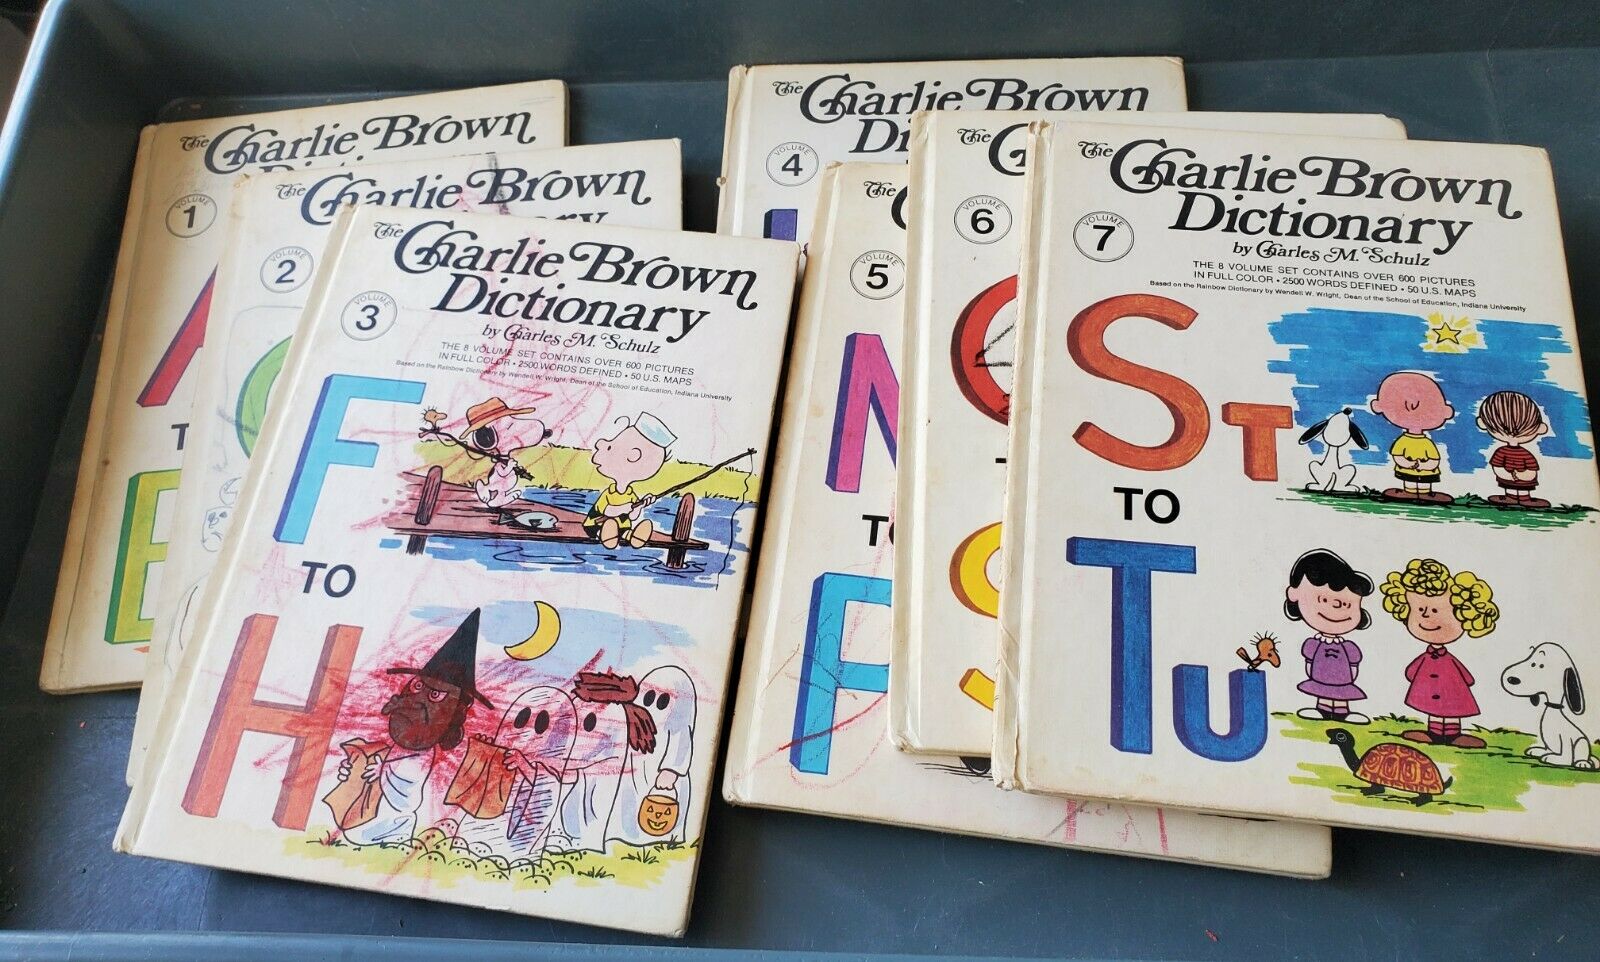 The Charlie Brown
VOLUME
1
A
The Charlie Brown
VOLUME
2
The Charlie Brown
Dictionary
by Charles M. Schulz
VOLUME
3
THE 8 VOLUME SET CONTAINS OVER 600 PICTURES
IN FULL COLOR • 2500 WORDS DEFINED • 50 U.S. MAPS
Based on the Rainbow Dictionary by Wendell W. Wright, Dean of the School of Education, Indiana University
F
TO
H
The Charlie Brown
VOLUME
4
The
VOLUME
5
N
P
The
VOLUME
6
S
The Charlie Brown
Dictionary
by Charles M. Schulz
VOLUME
7
THE 8 VOLUME SET CONTAINS OVER 600 PICTURES
IN FULL COLOR • 2500 WORDS DEFINED • 50 U.S. MAPS
Based on the Rainbow Dictionary by Wendell W. Wright, Dean of the School of Education, Indiana University
St
TO
Tu